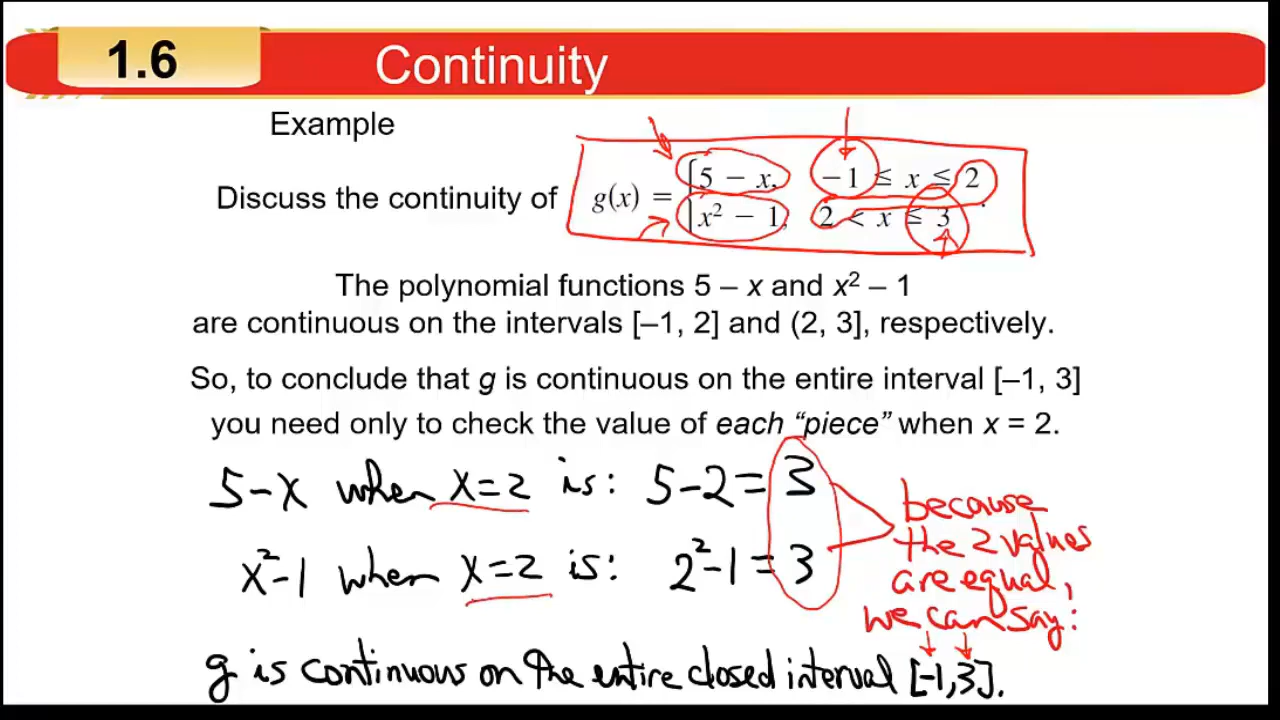 1.6 Continuity
Example
Discuss the continuity of g(x) = { 5 − x, −1 ≤ x ≤ 2
x² − 1, 2 < x ≤ 3 .
The polynomial functions 5 – x and x² – 1
are continuous on the intervals [–1, 2] and (2, 3], respectively.
So, to conclude that g is continuous on the entire interval [–1, 3]
you need only to check the value of each “piece” when x = 2.
5-x when x=2 is: 5-2=3
x²-1 when x=2 is: 2²-1=3
because
the 2 values
are equal,
we can say:
g is continuous on the entire closed interval [-1,3].